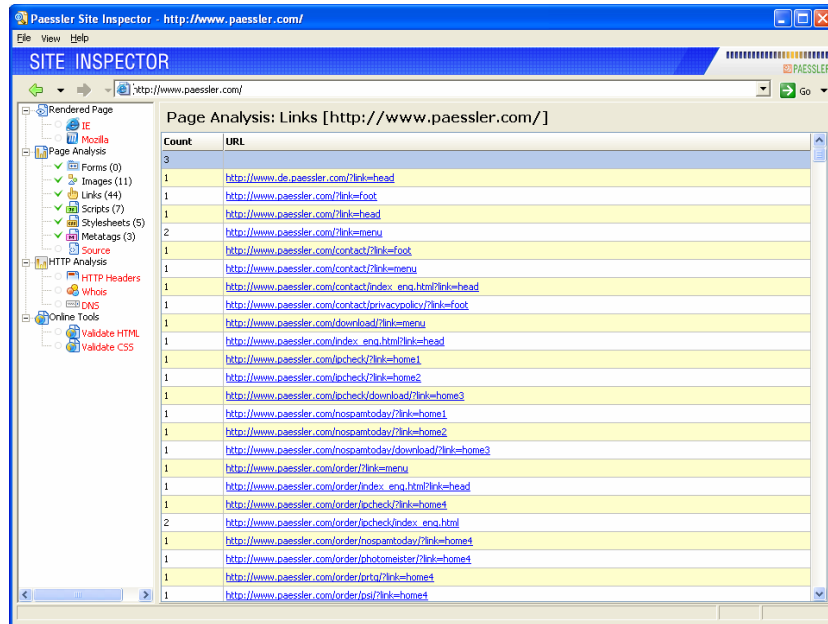 Paessler Site Inspector - http://www.paessler.com/
File View Help
SITE INSPECTOR
PAESSLER
http://www.paessler.com/
Go
Rendered Page
IE
Mozilla
Page Analysis
Forms (0)
Images (11)
Links (44)
Scripts (7)
Stylesheets (5)
Metatags (3)
Source
HTTP Analysis
HTTP Headers
Whois
DNS
Online Tools
Validate HTML
Validate CSS
Page Analysis: Links [http://www.paessler.com/]
Count URL
3
1 http://www.de.paessler.com/?link=head
1 http://www.paessler.com/?link=foot
1 http://www.paessler.com/?link=head
2 http://www.paessler.com/?link=menu
1 http://www.paessler.com/contact/?link=foot
1 http://www.paessler.com/contact/?link=menu
1 http://www.paessler.com/contact/index_eng.html?link=head
1 http://www.paessler.com/contact/privacypolicy/?link=foot
1 http://www.paessler.com/download/?link=menu
1 http://www.paessler.com/index_eng.html?link=head
1 http://www.paessler.com/ipcheck/?link=home1
1 http://www.paessler.com/ipcheck/?link=home2
1 http://www.paessler.com/ipcheck/download/?link=home3
1 http://www.paessler.com/nospamtoday/?link=home1
1 http://www.paessler.com/nospamtoday/?link=home2
1 http://www.paessler.com/nospamtoday/download/?link=home3
1 http://www.paessler.com/order/?link=menu
1 http://www.paessler.com/order/index_eng.html?link=head
1 http://www.paessler.com/order/ipcheck/?link=home4
2 http://www.paessler.com/order/ipcheck/index_eng.html
1 http://www.paessler.com/order/nospamtoday/?link=home4
1 http://www.paessler.com/order/photomeister/?link=home4
1 http://www.paessler.com/order/prtg/?link=home4
1 http://www.paessler.com/order/psi/?link=home4